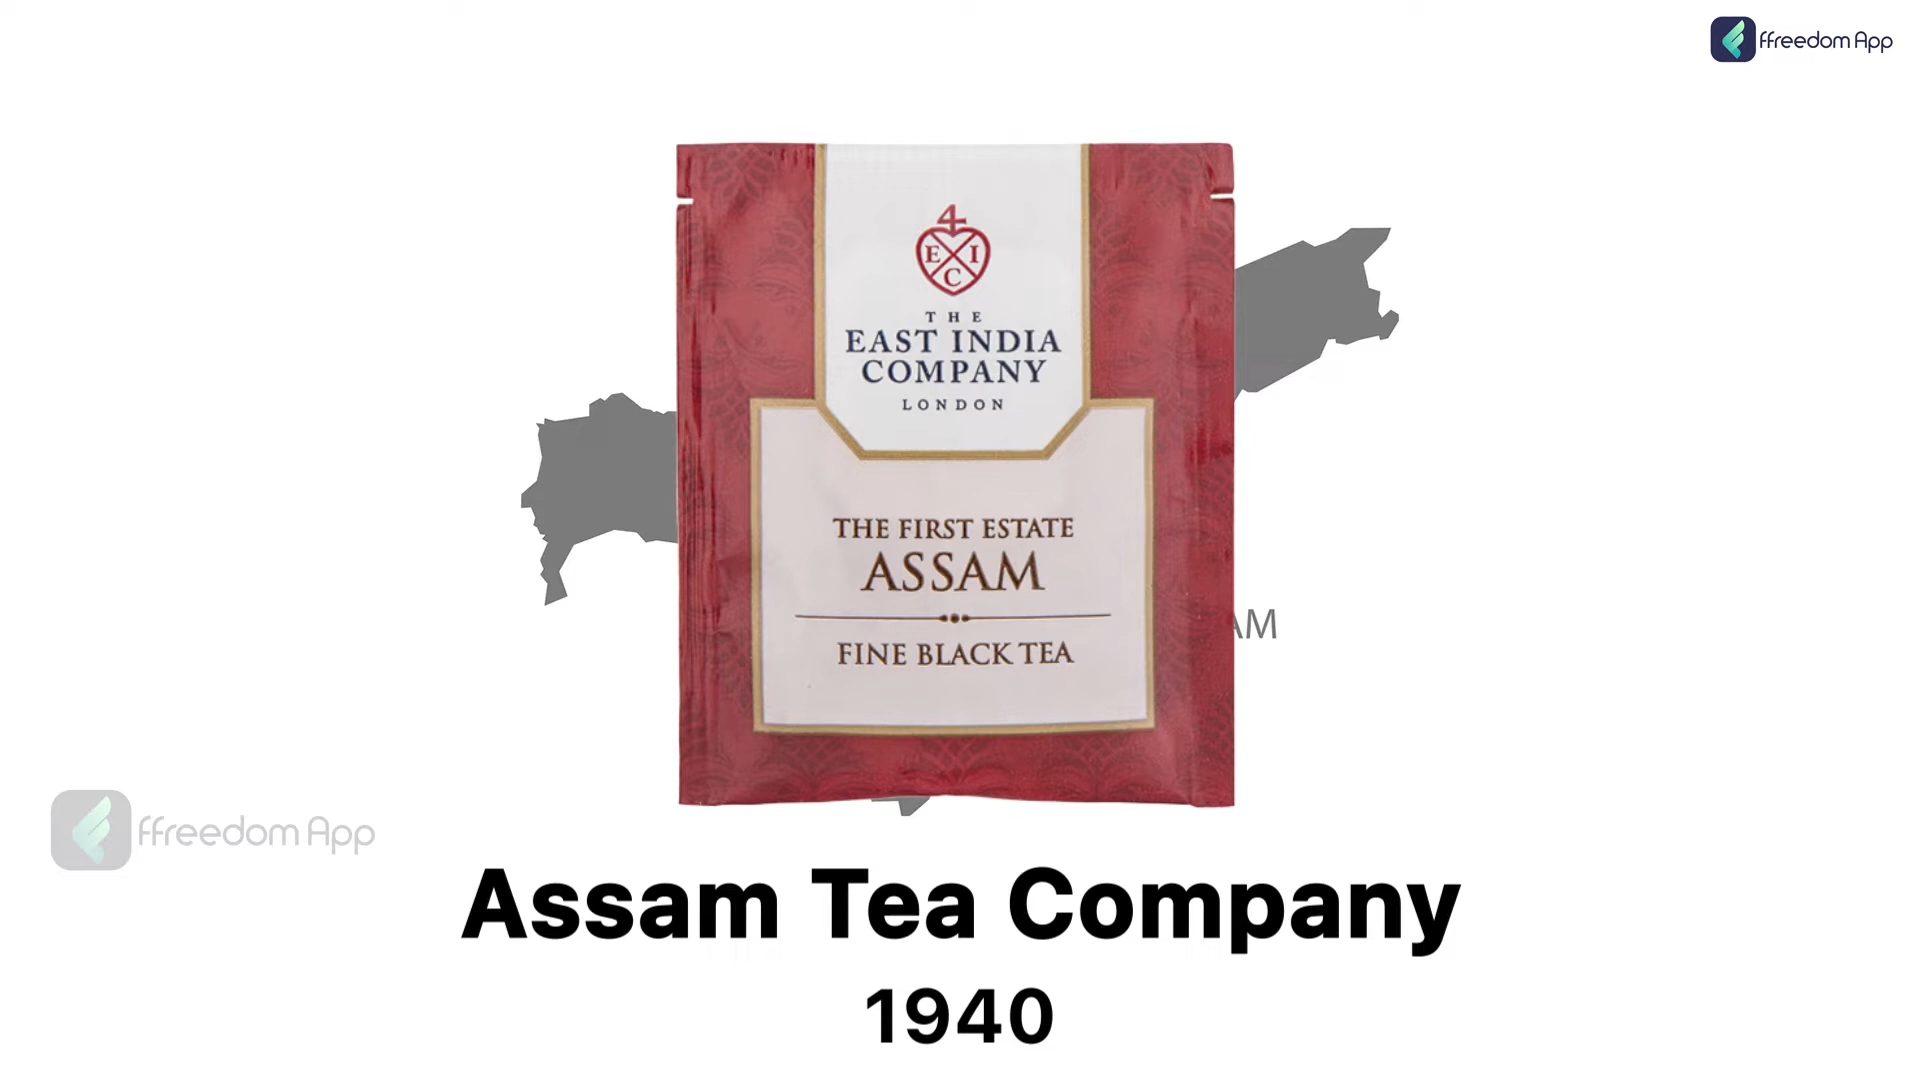 ffreedom App
4
E I
C
THE
EAST INDIA
COMPANY
LONDON
THE FIRST ESTATE
ASSAM
FINE BLACK TEA
AM
ffreedom App
Assam Tea Company
1940